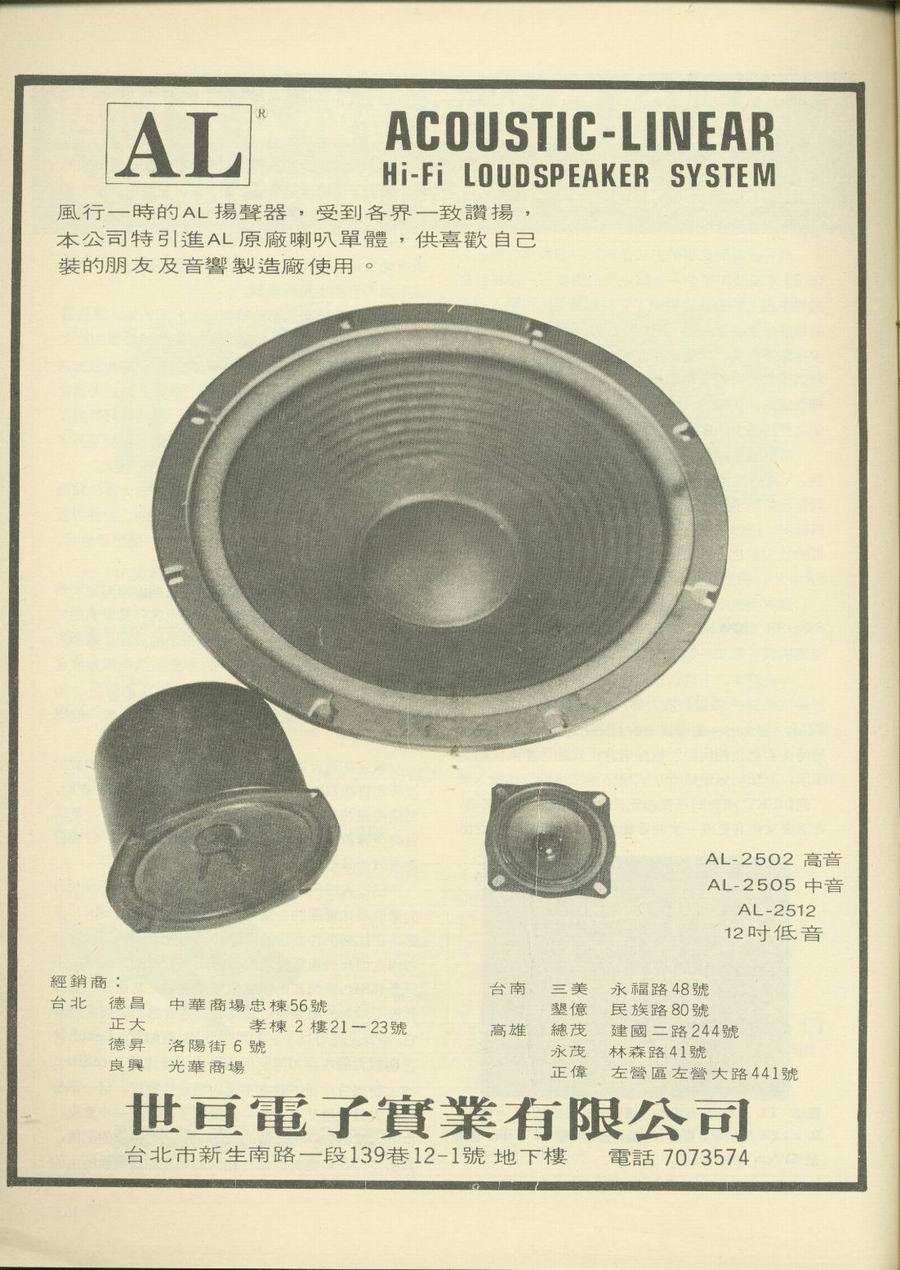 AL®
ACOUSTIC-LINEAR
Hi-Fi LOUDSPEAKER SYSTEM
風行一時的AL揚聲器，受到各界一致讚揚，
本公司特引進AL原廠喇叭單體，供喜歡自己
裝的朋友及音響製造廠使用。
AL-2502 高音
AL-2505 中音
AL-2512
12吋低音
經銷商：
台北 德昌 中華商場忠棟56號
正大 孝棟2樓21－23號
德昇 洛陽街6號
良興 光華商場
台南 三美 永福路48號
墾億 民族路80號
高雄 總茂 建國二路244號
永茂 林森路41號
正偉 左營區左營大路441號
世亘電子實業有限公司
台北市新生南路一段139巷12-1號地下樓 電話 7073574